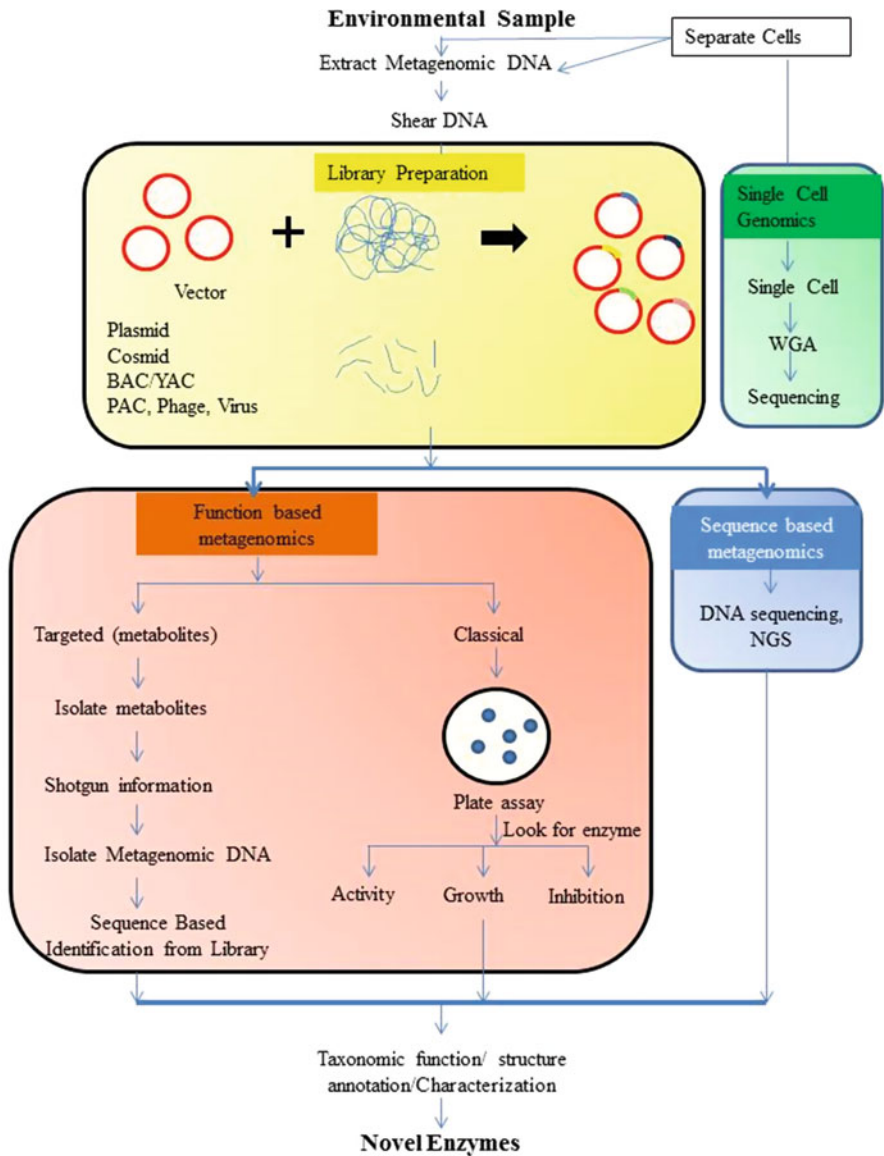 Environmental Sample
Separate Cells
Extract Metagenomic DNA
Shear DNA
Library Preparation
Vector
Plasmid
Cosmid
BAC/YAC
PAC, Phage, Virus
Single Cell
Genomics
Single Cell
WGA
Sequencing
Function based
metagenomics
Targeted (metabolites)
Isolate metabolites
Shotgun information
Isolate Metagenomic DNA
Sequence Based
Identification from Library
Classical
Plate assay
Look for enzyme
Activity
Growth
Inhibition
Sequence based
metagenomics
DNA sequencing,
NGS
Taxonomic function/ structure
annotation/Characterization
Novel Enzymes